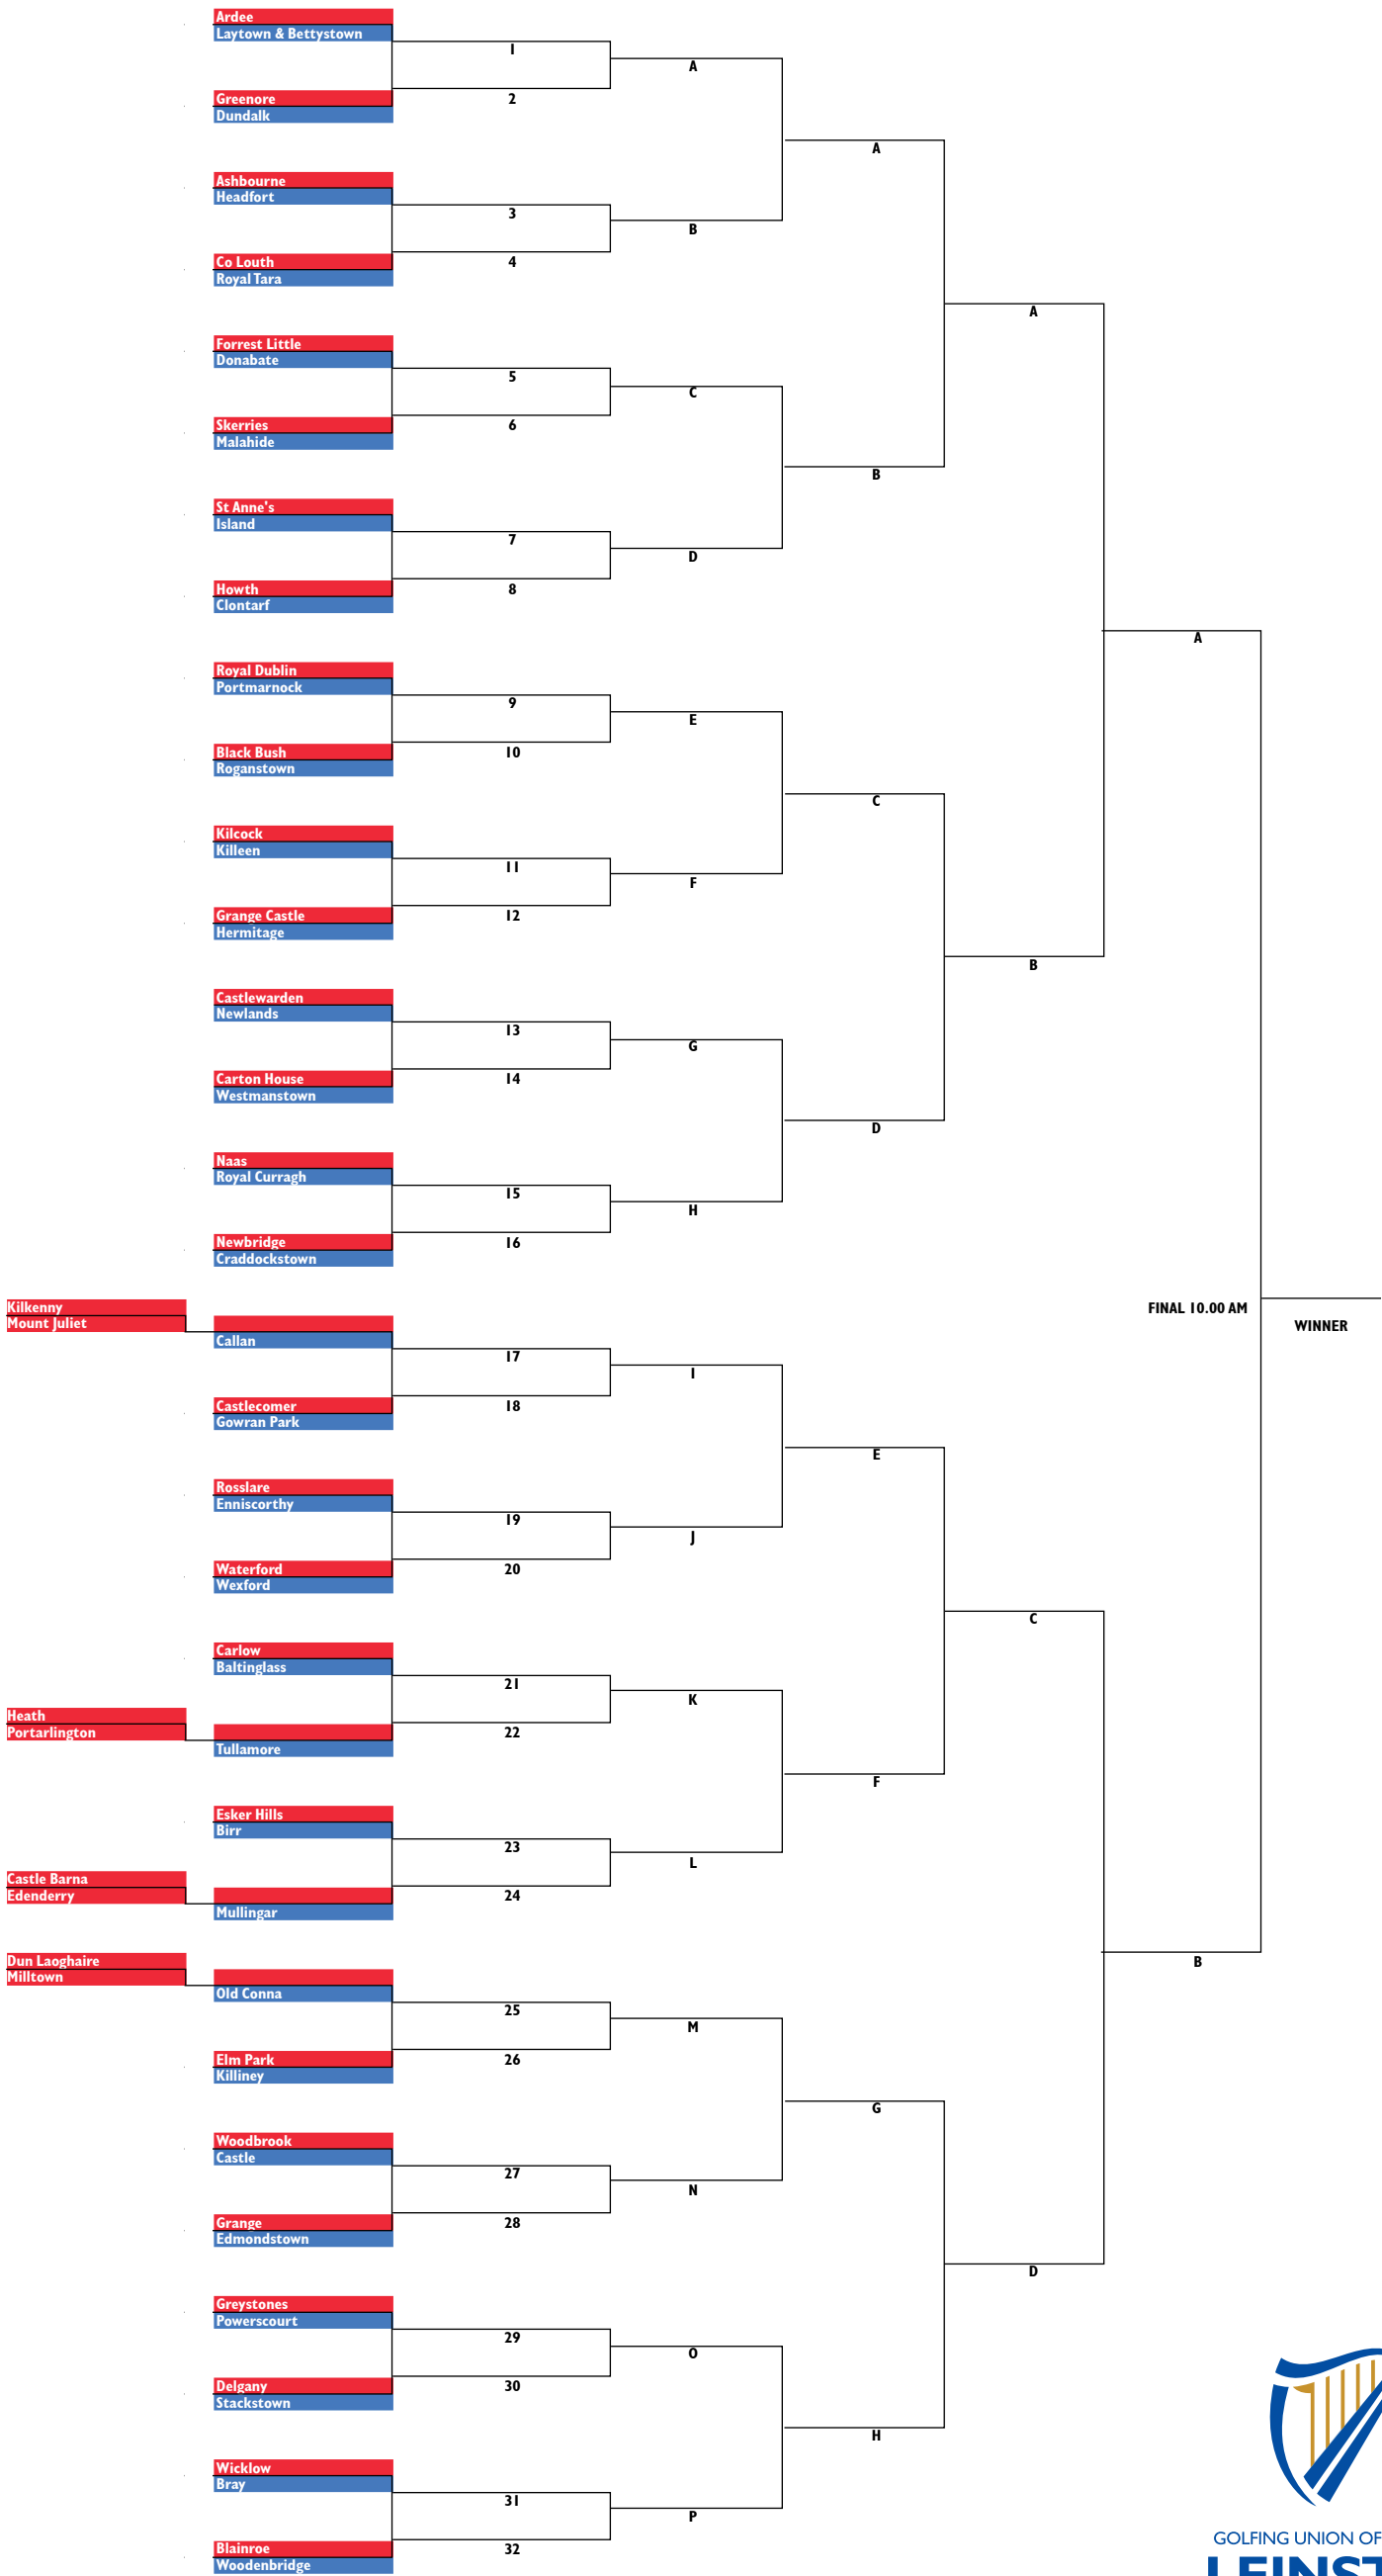 Ardee
Laytown & Bettystown
1
A
Greenore
2
Dundalk
A
Ashbourne
Headfort
3
B
Co Louth
4
Royal Tara
A
Forrest Little
Donabate
5
C
Skerries
6
Malahide
B
St Anne's
Island
7
D
Howth
8
Clontarf
A
Royal Dublin
Portmarnock
9
E
Black Bush
10
Roganstown
C
Kilcock
Killeen
11
F
Grange Castle
12
Hermitage
B
Castlewarden
Newlands
13
G
Carton House
14
Westmanstown
D
Naas
Royal Curragh
15
H
Newbridge
16
Craddockstown
Kilkenny
Mount Juliet
FINAL 10.00 AM
WINNER
Callan
17
I
Castlecomer
18
Gowran Park
E
Rosslare
Enniscorthy
19
J
Waterford
20
Wexford
C
Carlow
Baltinglass
21
K
Heath
Portarlington
22
Tullamore
F
Esker Hills
Birr
23
L
Castle Barna
Edenderry
24
Mullingar
Dun Laoghaire
B
Milltown
Old Conna
25
M
Elm Park
26
Killiney
G
Woodbrook
Castle
27
N
Grange
28
Edmondstown
D
Greystones
Powerscourt
29
O
Delgany
30
Stackstown
H
Wicklow
Bray
31
P
Blainroe
32
Woodenbridge
GOLFING UNION OF